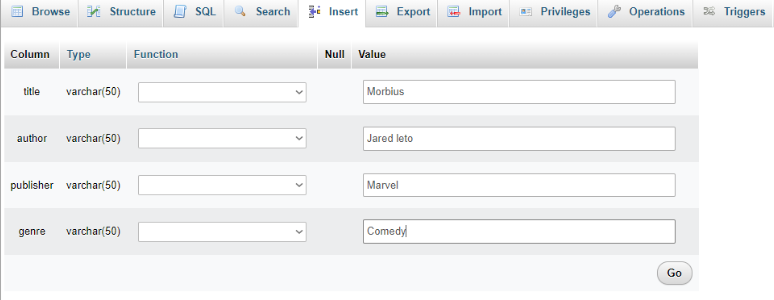 Browse Structure SQL Search Insert Export Import Privileges Operations Triggers
Column Type Function Null Value
title varchar(50) Morbius
author varchar(50) Jared leto
publisher varchar(50) Marvel
genre varchar(50) Comedy
Go